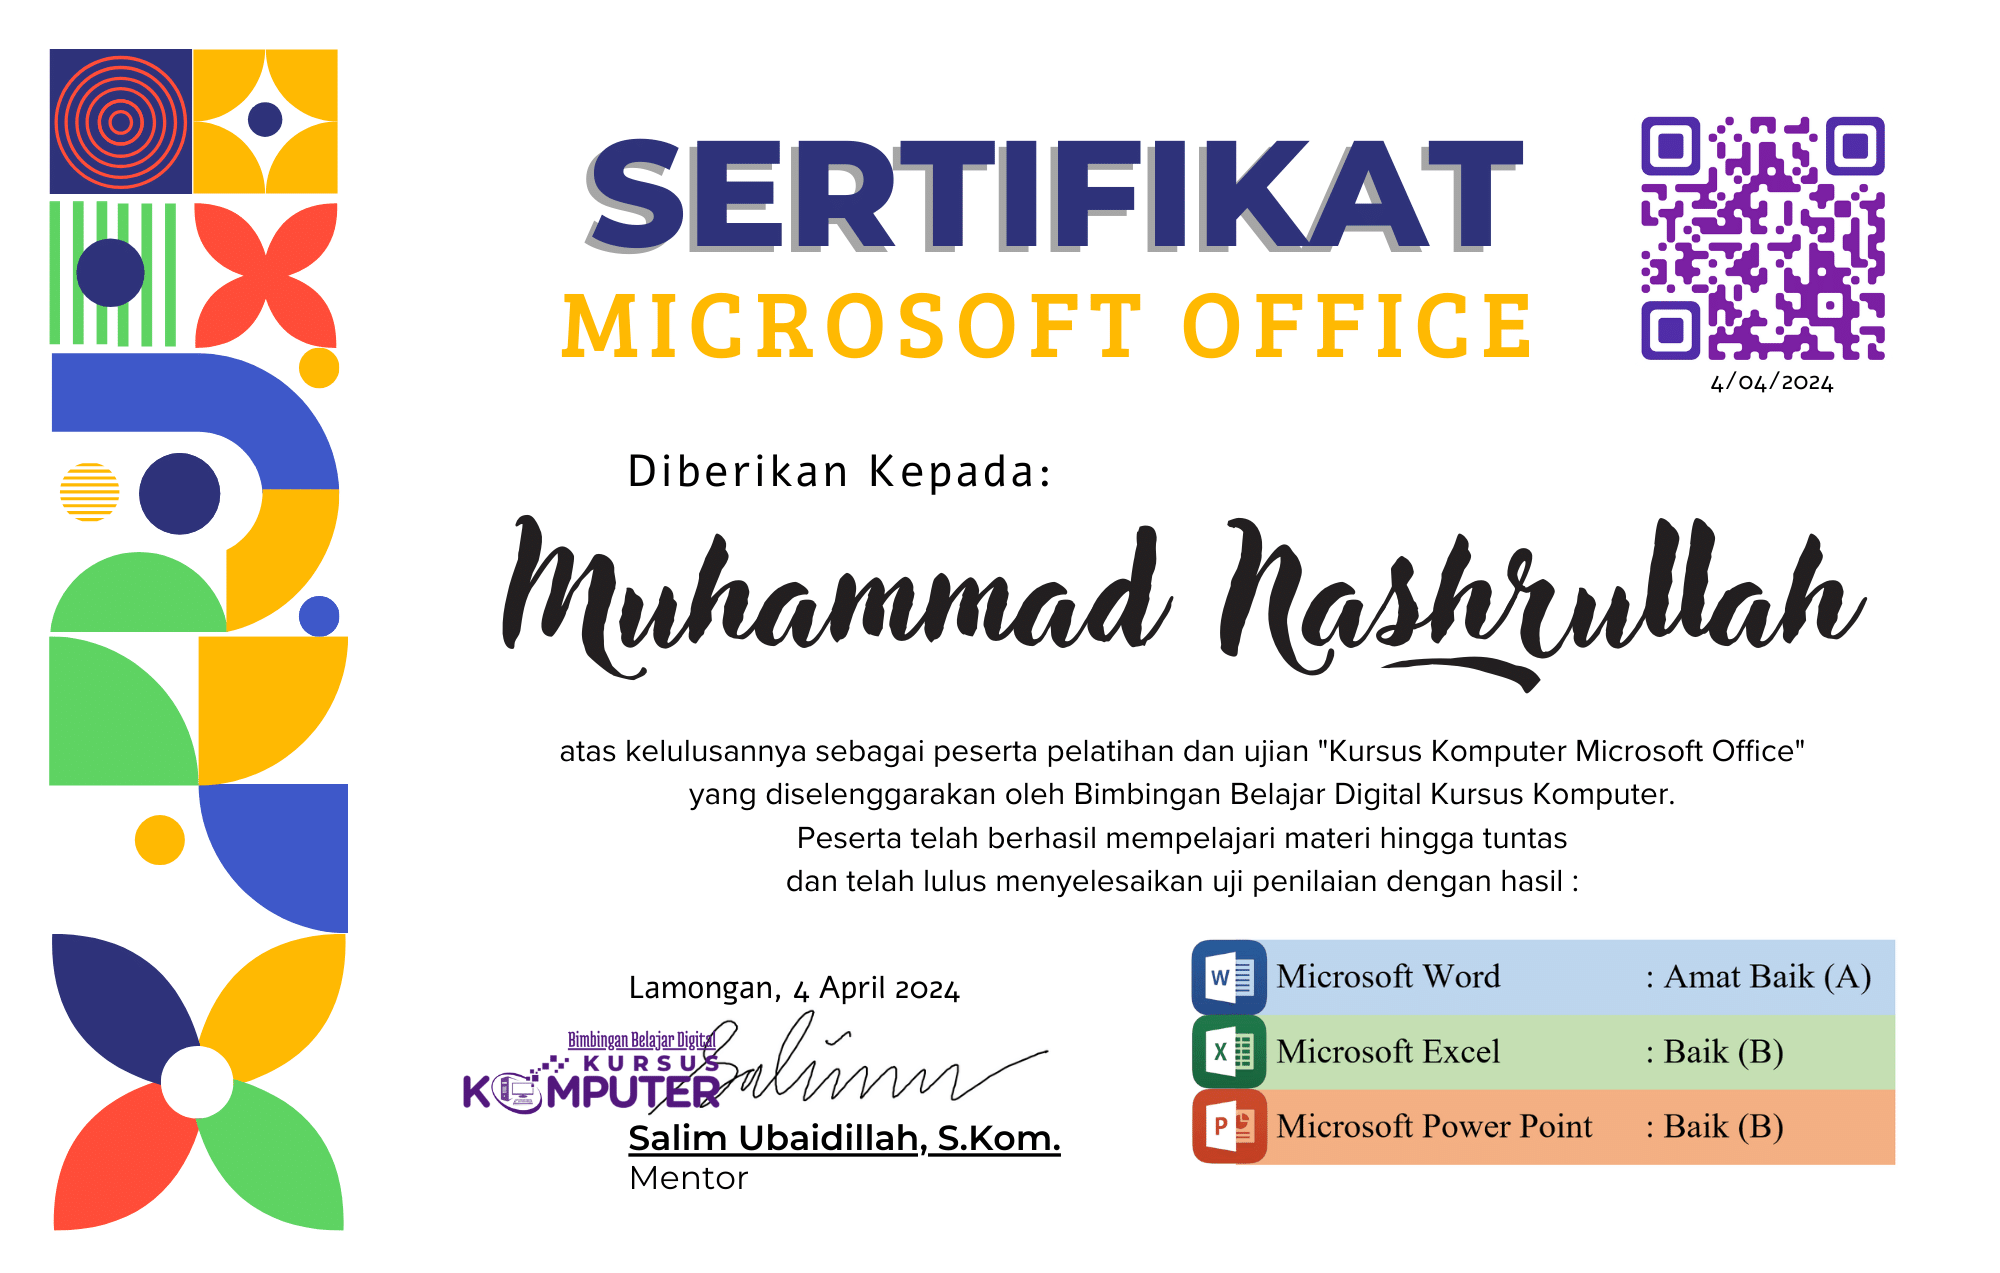 SERTIFIKAT
MICROSOFT OFFICE
4/04/2024
Diberikan Kepada:
Muhammad Nashrullah
atas kelulusannya sebagai peserta pelatihan dan ujian "Kursus Komputer Microsoft Office"
yang diselenggarakan oleh Bimbingan Belajar Digital Kursus Komputer.
Peserta telah berhasil mempelajari materi hingga tuntas
dan telah lulus menyelesaikan uji penilaian dengan hasil :
Lamongan, 4 April 2024
Bimbingan Belajar Digital
KURSUS
KOMPUTER
Salim
Salim Ubaidillah, S.Kom.
Mentor
W Microsoft Word : Amat Baik (A)
X Microsoft Excel : Baik (B)
P Microsoft Power Point : Baik (B)